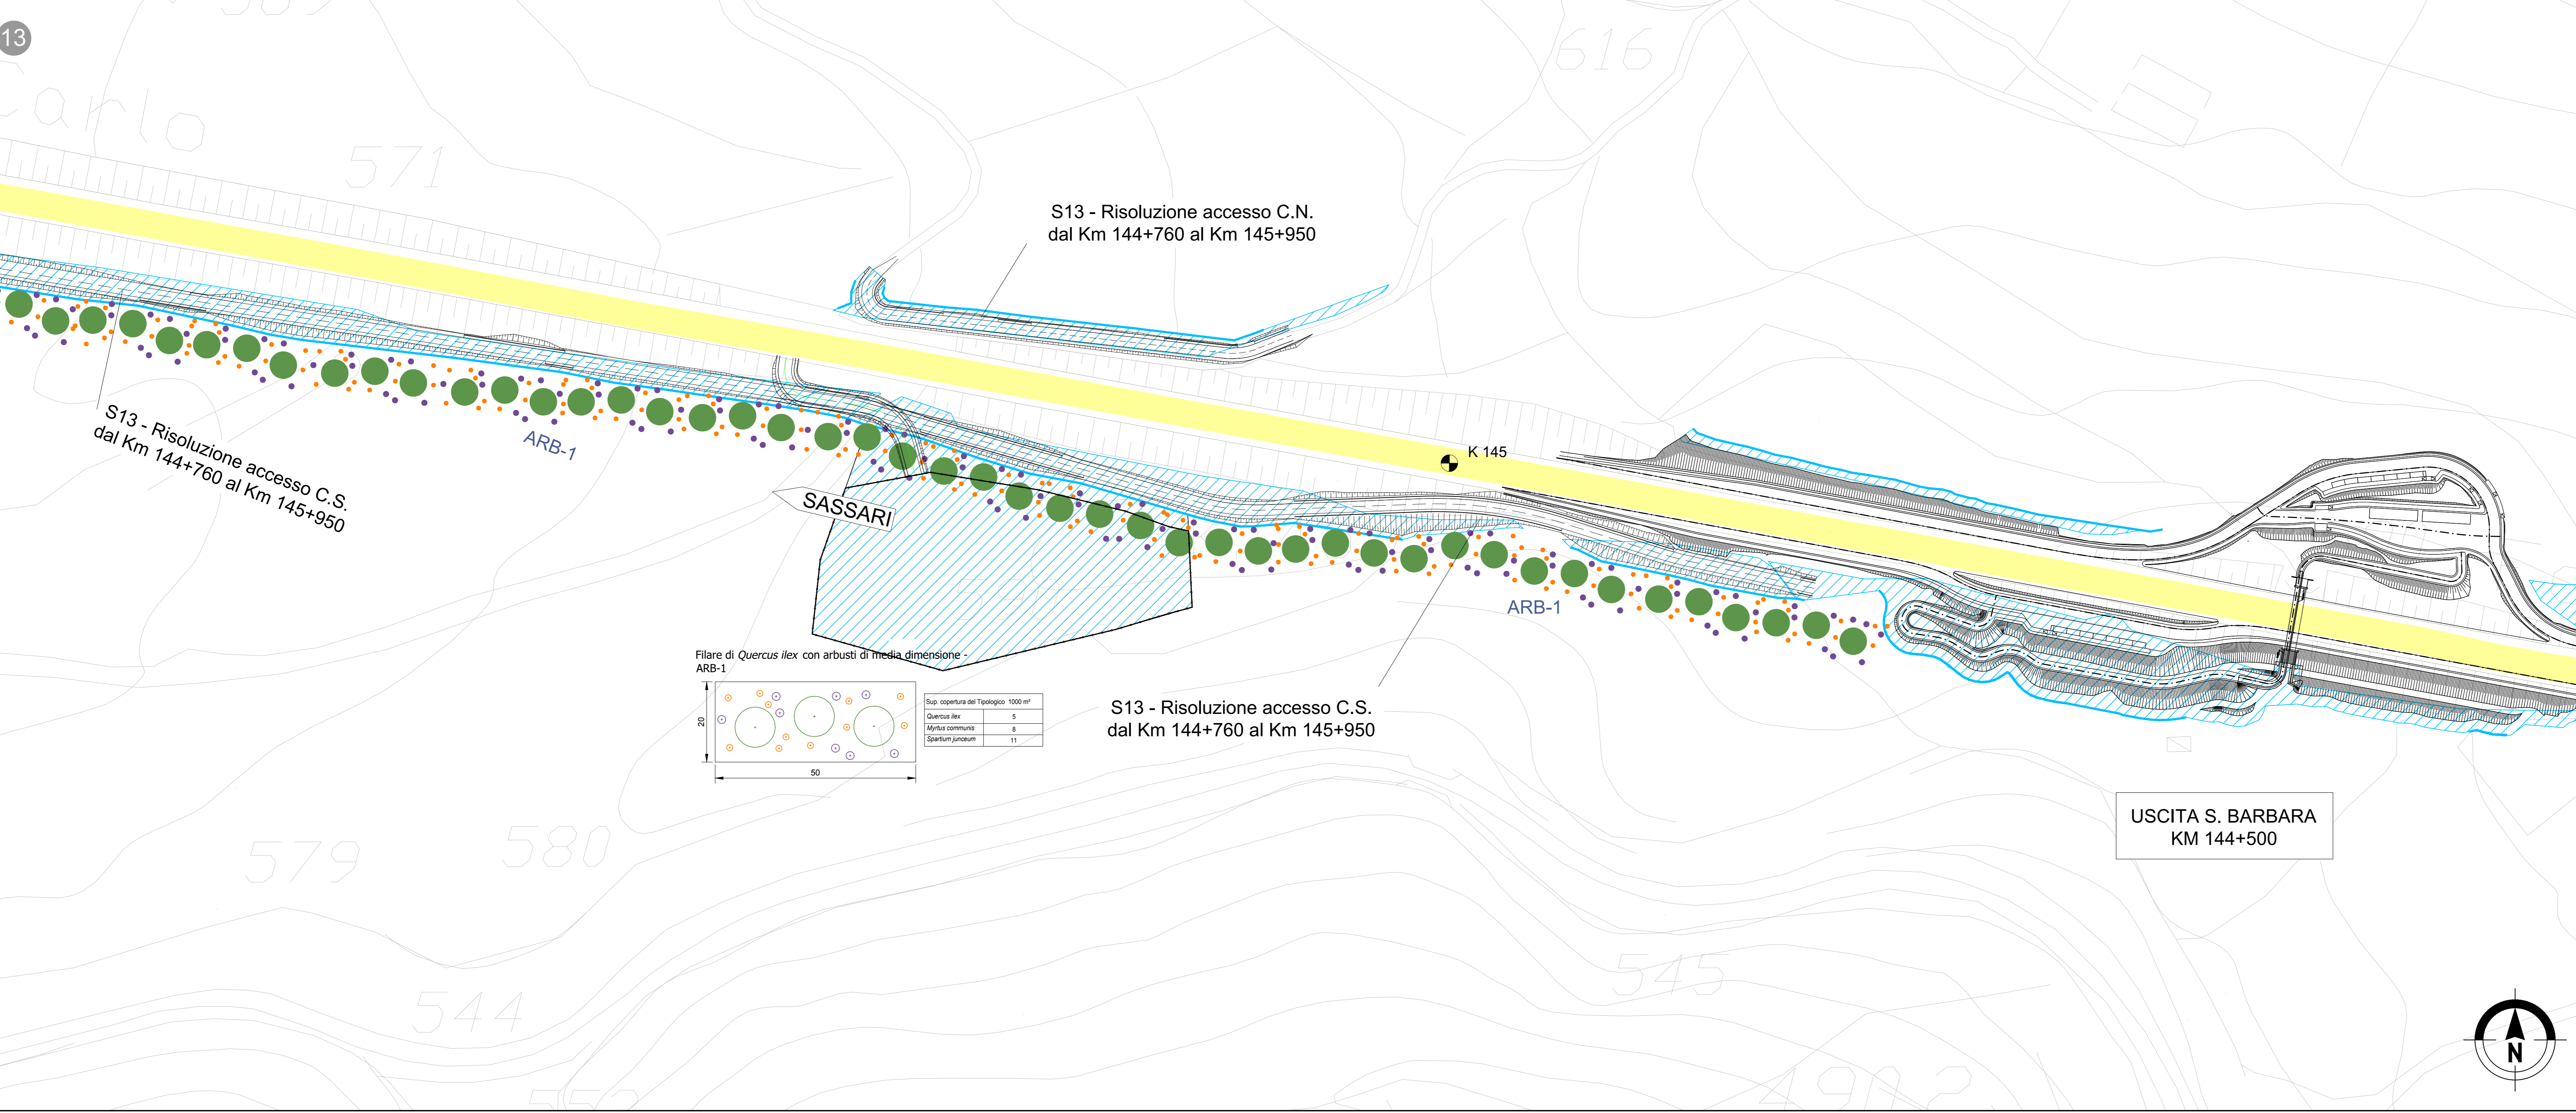 13
589
616
Carlo
571
S13 - Risoluzione accesso C.N.
dal Km 144+760 al Km 145+950
K 145
S13 - Risoluzione accesso C.S.
dal Km 144+760 al Km 145+950
ARB-1
SASSARI
ARB-1
Filare di Quercus ilex con arbusti di media dimensione -
ARB-1
20
50
Sup. copertura del Tipologico 1000 m²
Quercus ilex 5
Myrtus communis 8
Spartium junceum 11
S13 - Risoluzione accesso C.S.
dal Km 144+760 al Km 145+950
USCITA S. BARBARA
KM 144+500
579
580
544
545
N